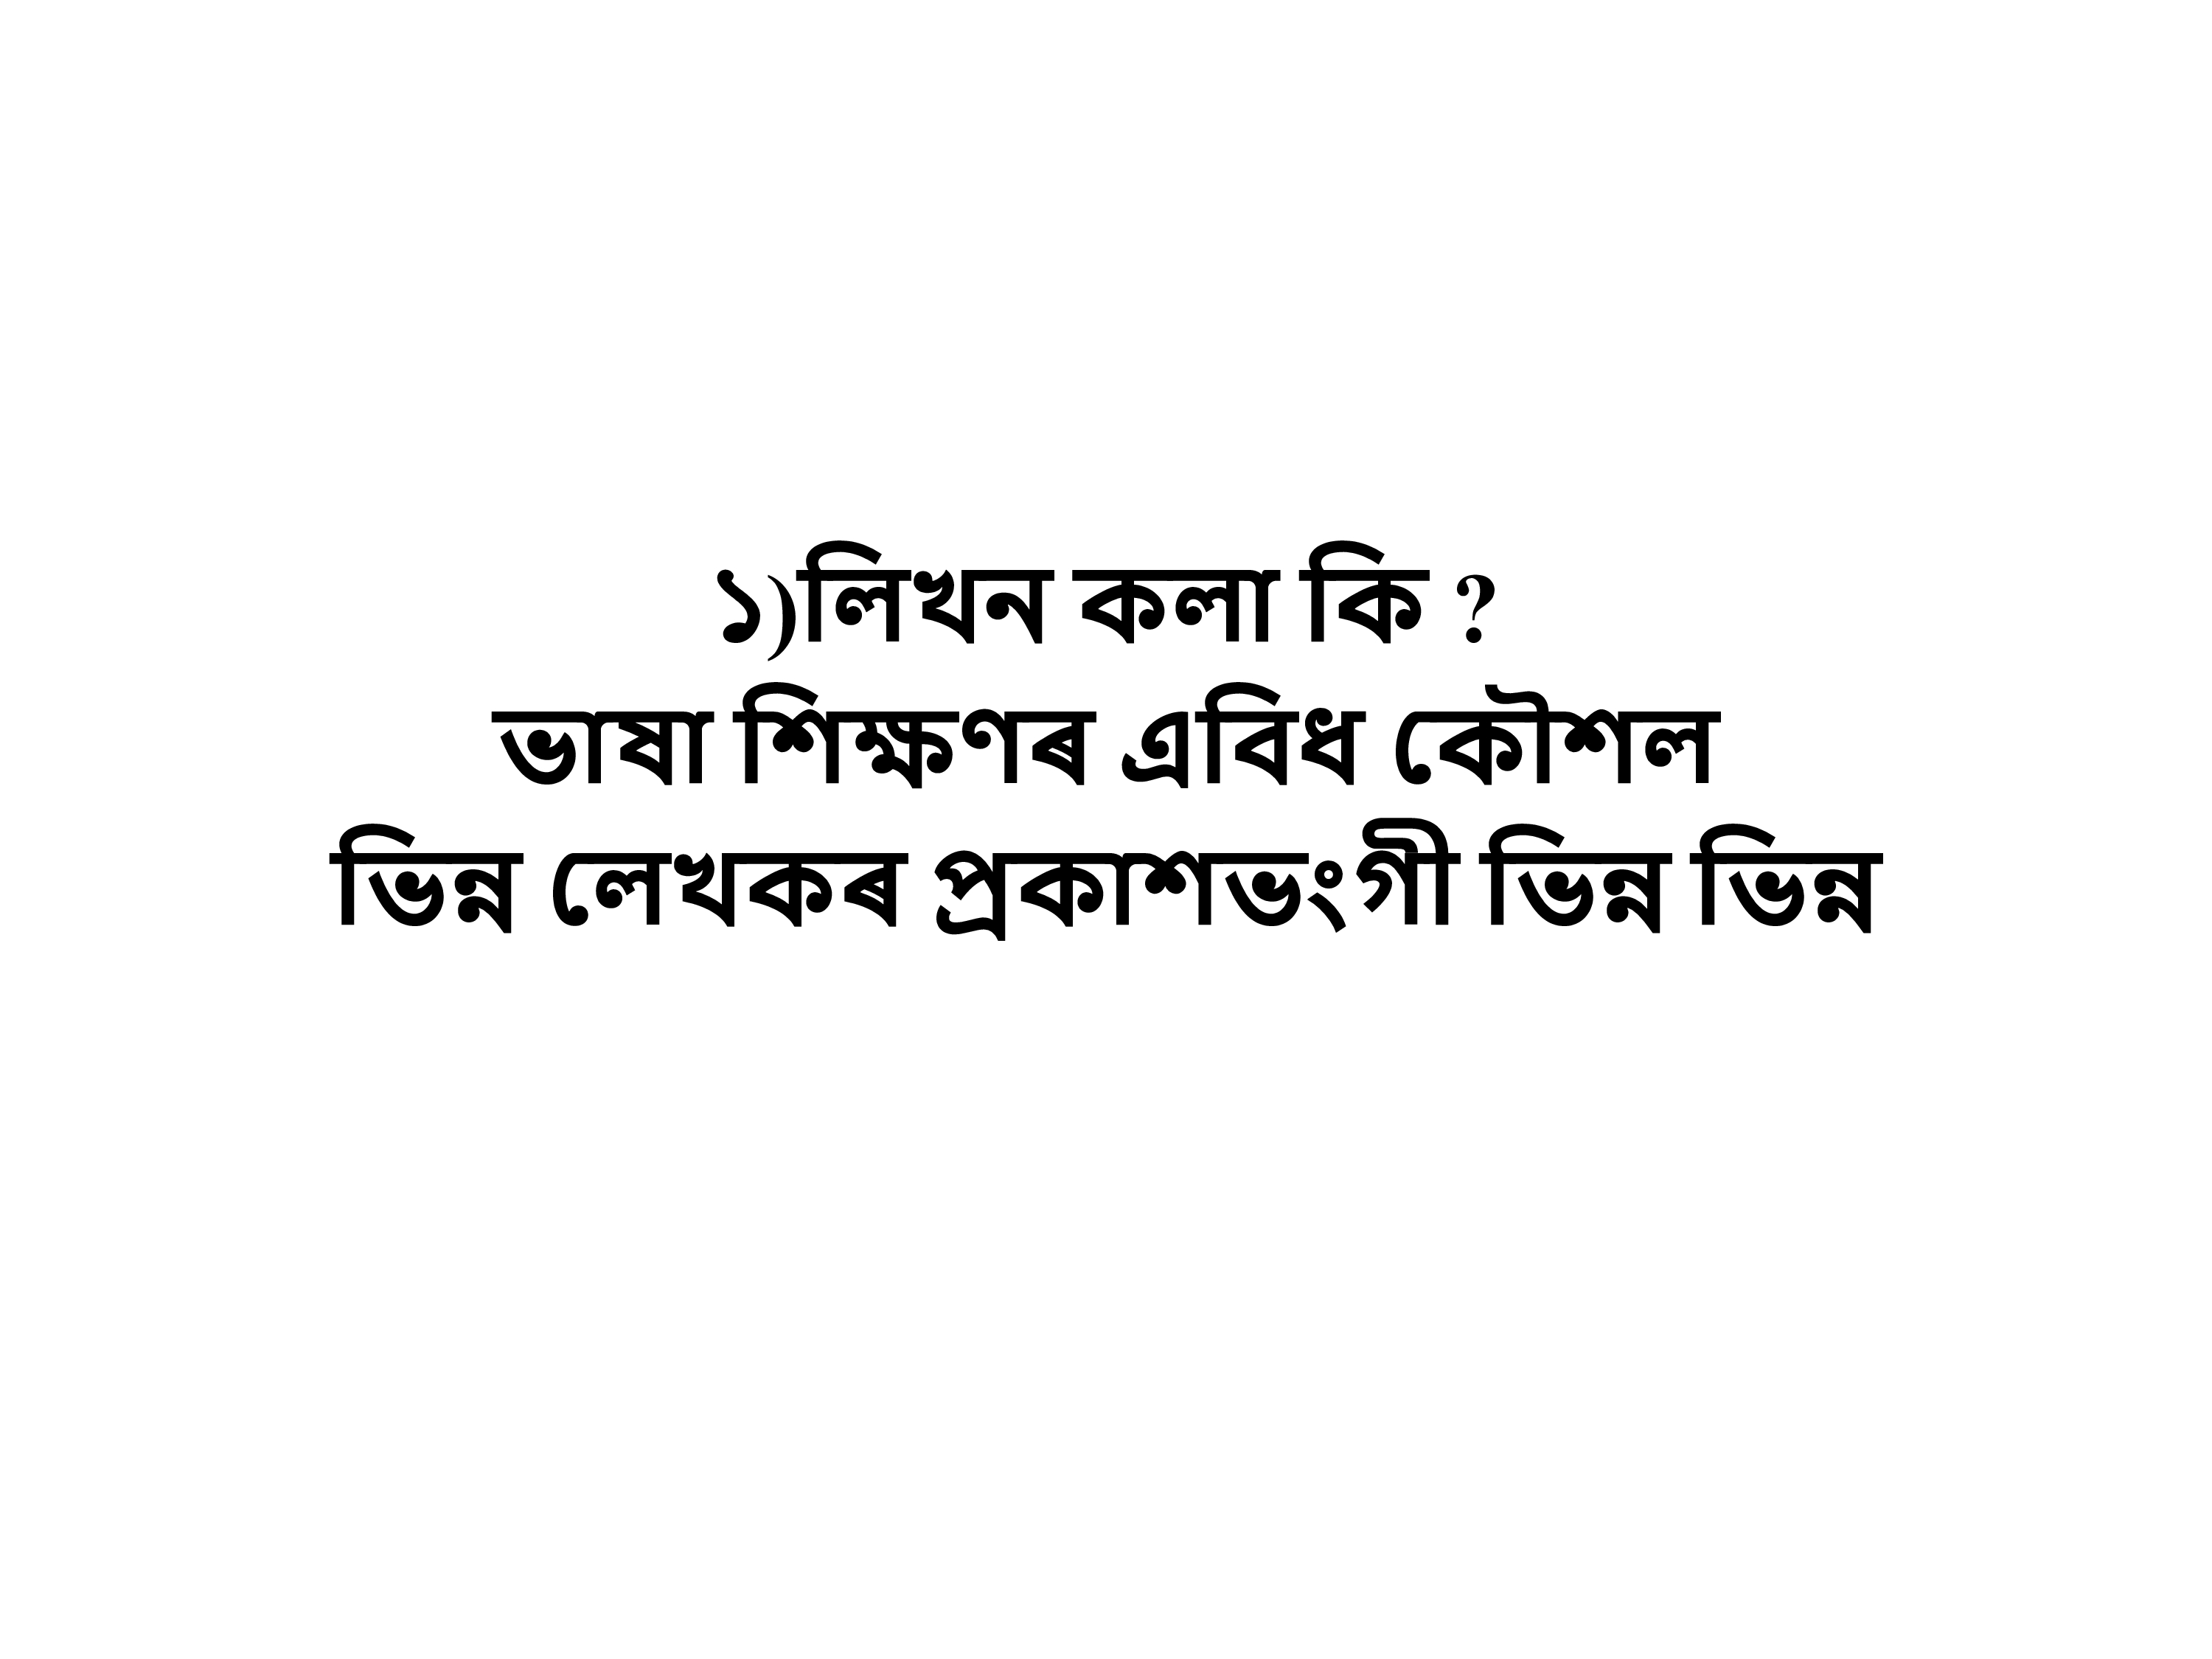 ১)লিখন কলা কি ?
ভাষা শিক্ষণৰ এবিধ কৌশল
ভিন্ন লেখকৰ প্ৰকাশভংগী ভিন্ন ভিন্ন